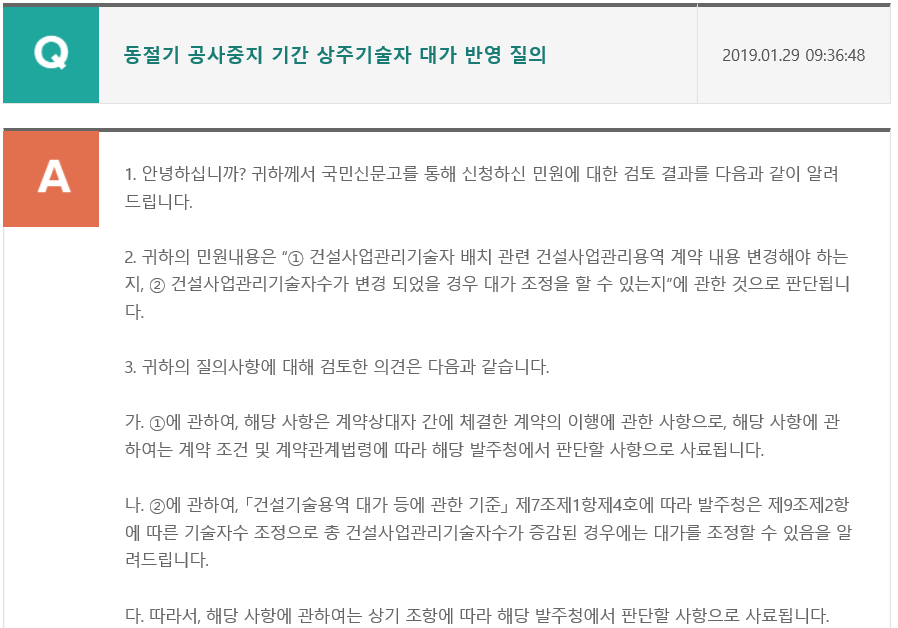 Q
동절기 공사중지 기간 상주기술자 대가 반영 질의
2019.01.29 09:36:48
A
1. 안녕하십니까? 귀하께서 국민신문고를 통해 신청하신 민원에 대한 검토 결과를 다음과 같이 알려
드립니다.
2. 귀하의 민원내용은 “① 건설사업관리기술자 배치 관련 건설사업관리용역 계약 내용 변경해야 하는
지, ② 건설사업관리기술자수가 변경 되었을 경우 대가 조정을 할 수 있는지”에 관한 것으로 판단됩니
다.
3. 귀하의 질의사항에 대해 검토한 의견은 다음과 같습니다.
가. ①에 관하여, 해당 사항은 계약상대자 간에 체결한 계약의 이행에 관한 사항으로, 해당 사항에 관
하여는 계약 조건 및 계약관계법령에 따라 해당 발주청에서 판단할 사항으로 사료됩니다.
나. ②에 관하여, 「건설기술용역 대가 등에 관한 기준」 제7조제1항제4호에 따라 발주청은 제9조제2항
에 따른 기술자수 조정으로 총 건설사업관리기술자수가 증감된 경우에는 대가를 조정할 수 있음을 알
려드립니다.
다. 따라서, 해당 사항에 관하여는 상기 조항에 따라 해당 발주청에서 판단할 사항으로 사료됩니다.